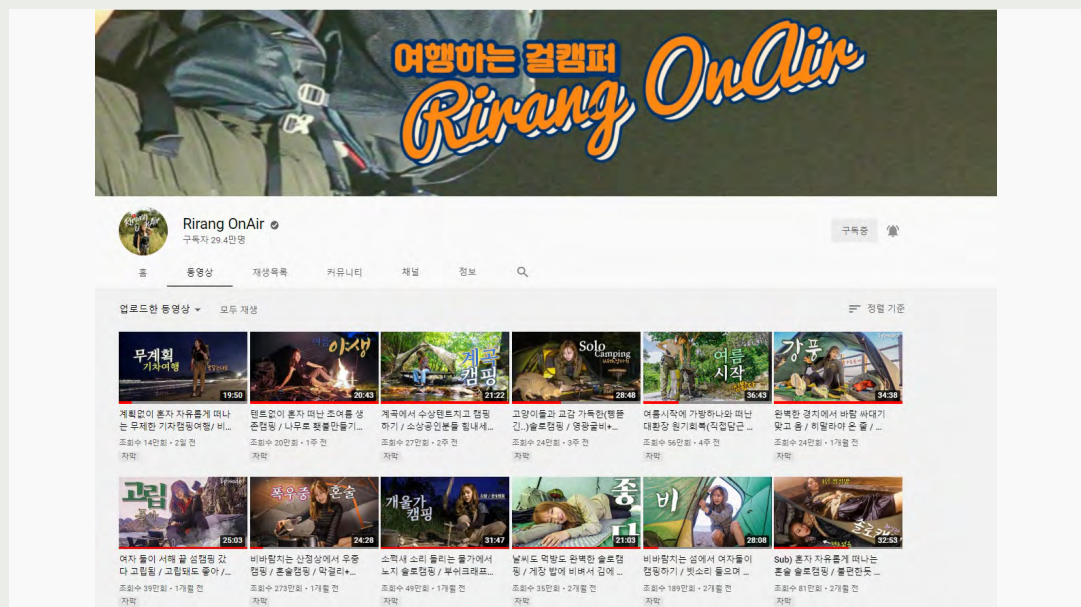 여행하는 걸캠퍼
Rirang OnAir
Rirang OnAir
구독자 29.4만명
구독중
홈
동영상
재생목록
커뮤니티
채널
정보
업로드한 동영상
모두 재생
정렬 기준
무계획
기차여행
19:50
야생
20:43
계곡
캠핑
21:22
Solo
Camping
28:48
여름
시작
36:43
강풍
34:38
계획없이 혼자 자유롭게 떠나
는 무제한 기차캠핑여행/ 비...
조회수 14만회 • 2일 전
자막
텐트없이 혼자 떠난 초여름 생
존캠핑 / 나무로 횃불만들기...
조회수 20만회 • 1주 전
자막
계곡에서 수상텐트치고 캠핑
하기 / 소상공인분들 힘내세...
조회수 27만회 • 2주 전
자막
고양이들과 교감 가득한(삥뜯
긴..)솔로캠핑 / 영광굴비+...
조회수 24만회 • 3주 전
자막
여름시작에 가방하나와 떠난
대환장 원기회복(직접담근 ...
조회수 56만회 • 4주 전
자막
완벽한 경치에서 바람 싸대기
맞고 옴 / 히말라야 온 줄 / ...
조회수 24만회 • 1개월 전
자막
고립
25:03
폭우중 혼술
24:28
개울가
캠핑
31:47
좋
21:03
비
28:08
32:53
여자 둘이 서해 끝 섬캠핑 갔
다 고립됨 / 고립돼도 좋아 /...
조회수 39만회 • 1개월 전
자막
비바람치는 산정상에서 우중
캠핑 / 혼술캠핑 / 막걸리+...
조회수 273만회 • 1개월 전
자막
소쩍새 소리 들리는 물가에서
노지 솔로캠핑 / 부쉬크래프...
조회수 49만회 • 1개월 전
자막
날씨도 먹방도 완벽한 솔로캠
핑 / 게장 밥에 비벼서 김에 ...
조회수 35만회 • 2개월 전
자막
비바람치는 섬에서 여자둘이
캠핑하기 / 빗소리 들으며 ...
조회수 189만회 • 2개월 전
자막
Sub) 혼자 자유롭게 떠나는
혼술 솔로캠핑 / 불편한듯 ...
조회수 81만회 • 2개월 전
자막